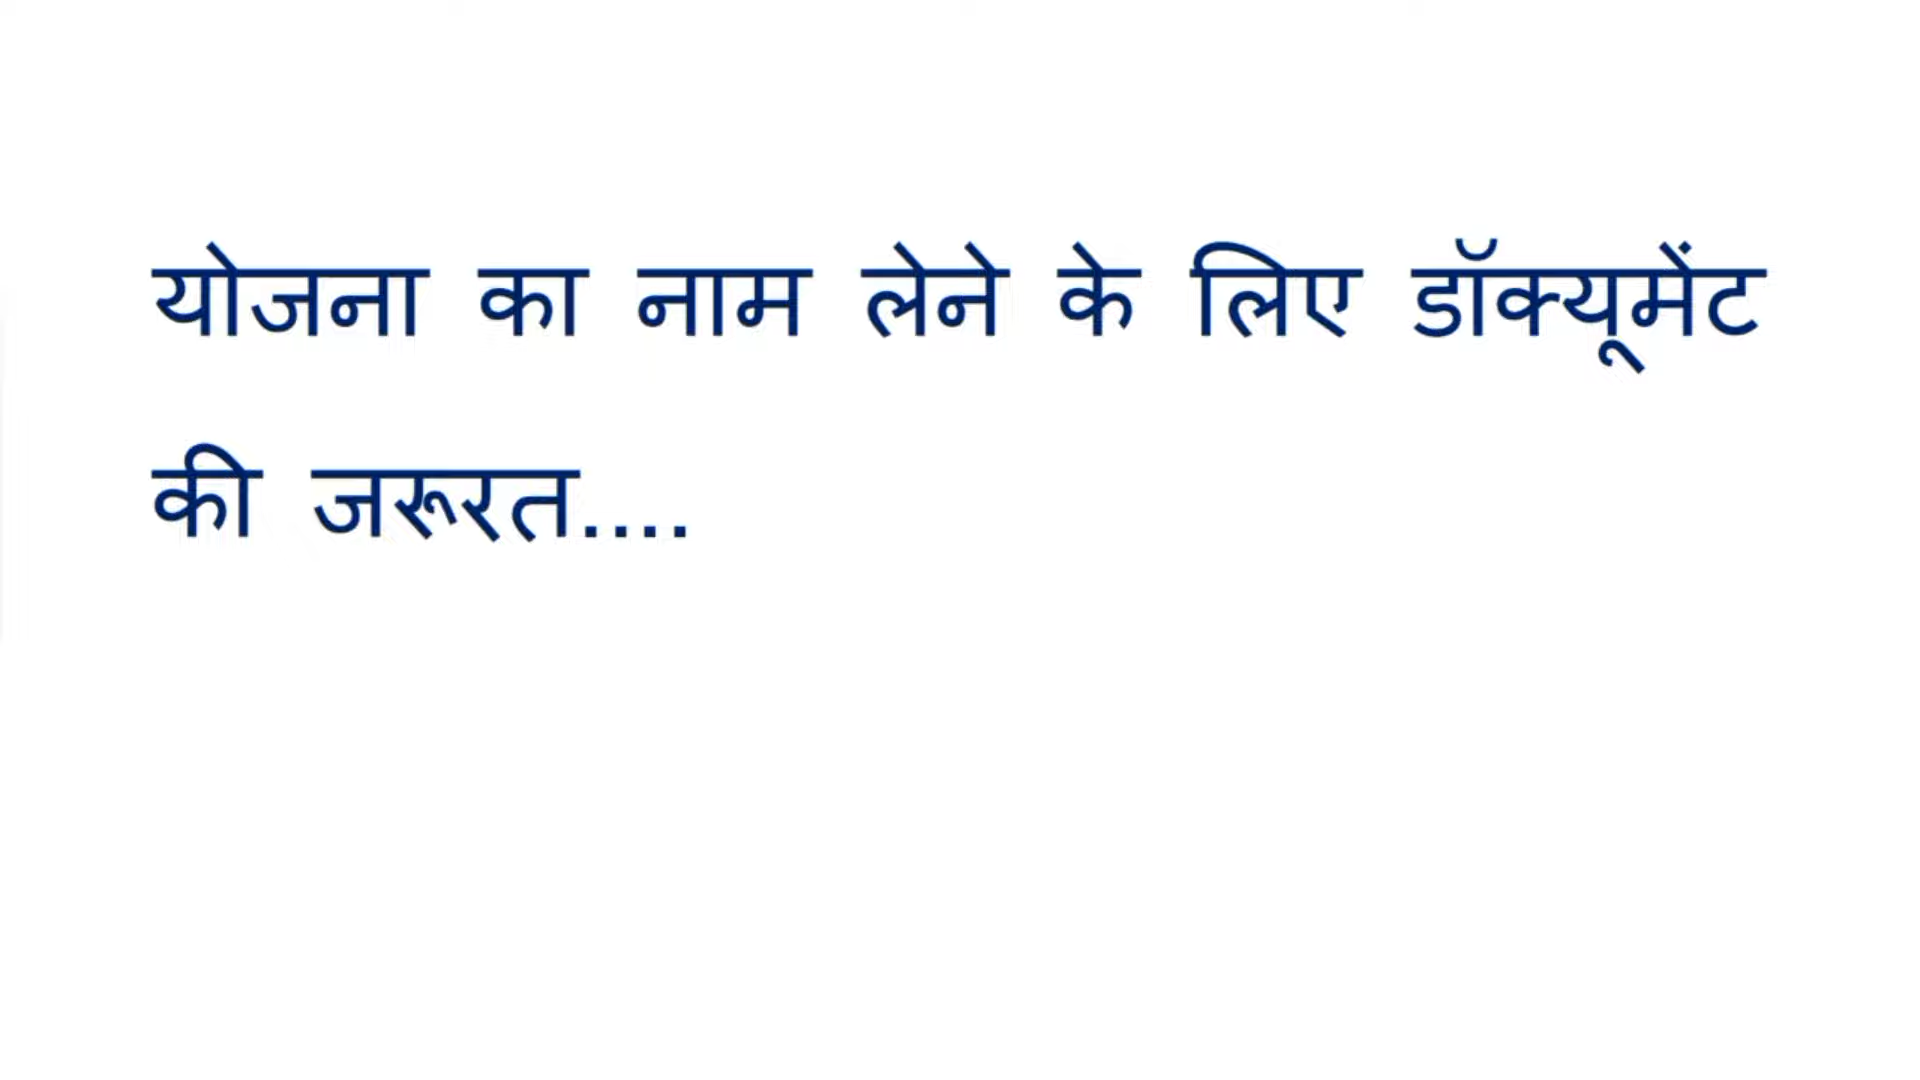 योजना का नाम लेने के लिए डॉक्यूमेंट
की जरूरत....